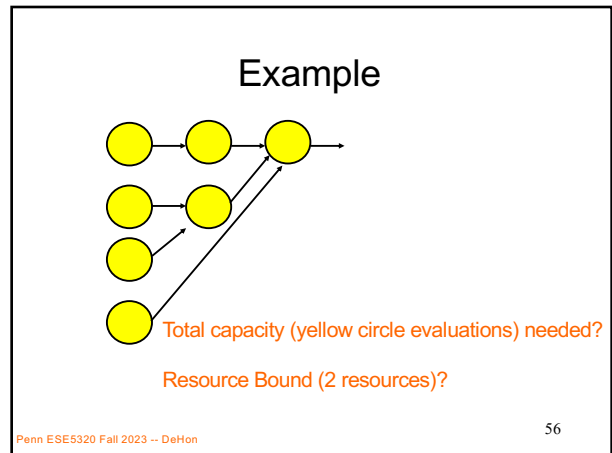 Example
Total capacity (yellow circle evaluations) needed?
Resource Bound (2 resources)?
Penn ESE5320 Fall 2023 -- DeHon
56